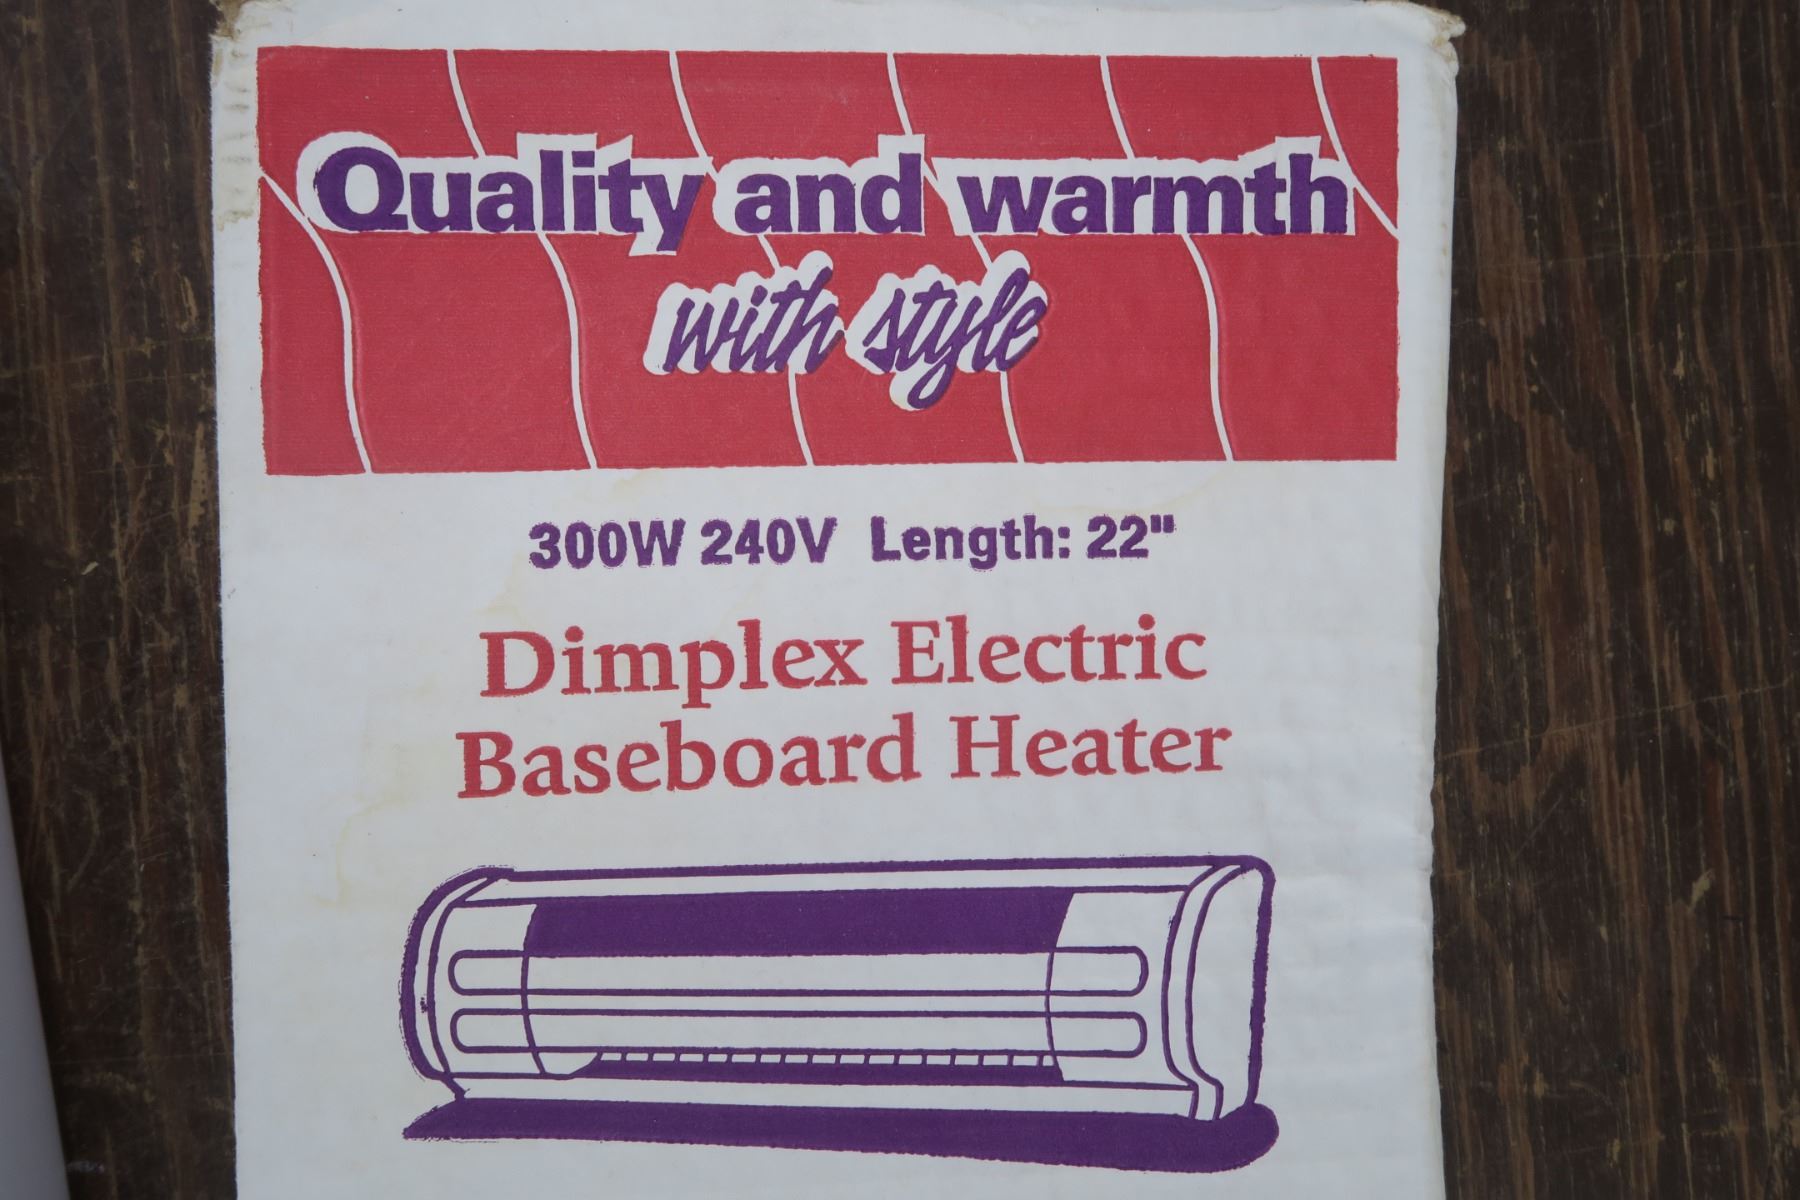 Quality and warmth
with style
300W 240V Length: 22"
Dimplex Electric
Baseboard Heater